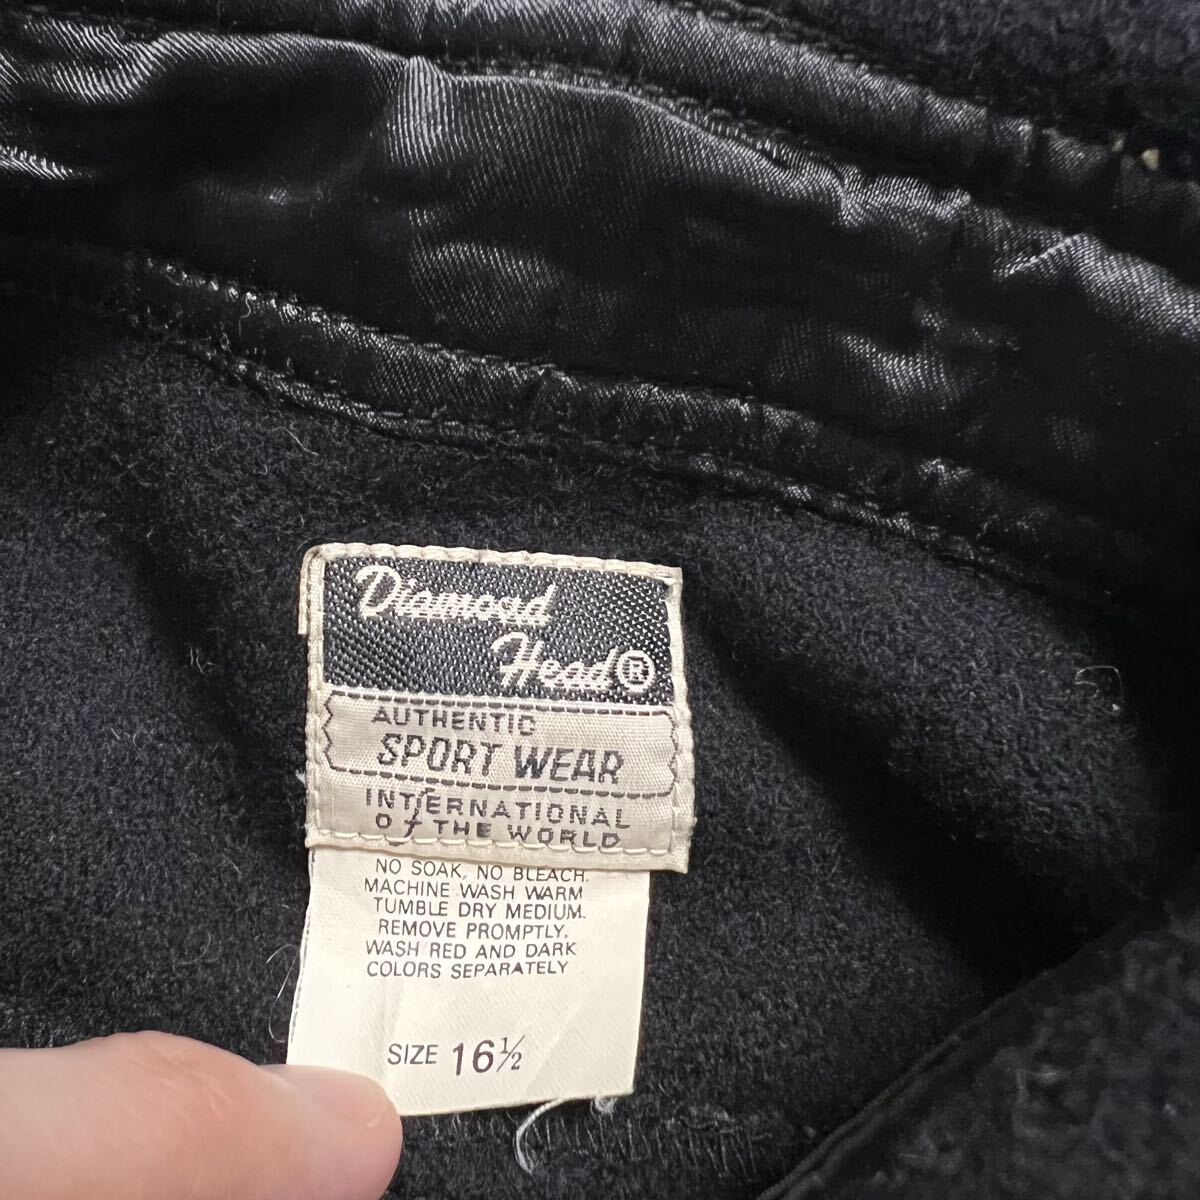 Diamond
Head®
AUTHENTIC
SPORT WEAR
INTERNATIONAL
Of THE WORLD
NO SOAK, NO BLEACH.
MACHINE WASH WARM
TUMBLE DRY MEDIUM.
REMOVE PROMPTLY.
WASH RED AND DARK
COLORS SEPARATELY
SIZE 16½